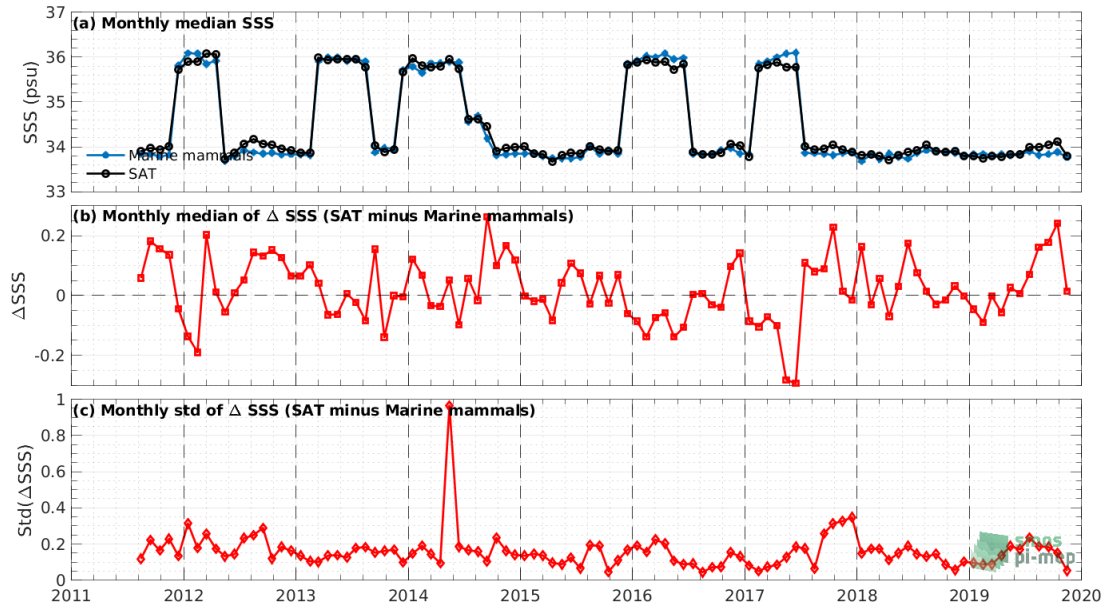 (a) Monthly median SSS
37
36
35
34
33
SSS (psu)
Marine mammals
SAT
(b) Monthly median of Δ SSS (SAT minus Marine mammals)
0.2
0
-0.2
ΔSSS
(c) Monthly std of Δ SSS (SAT minus Marine mammals)
1
0.8
0.6
0.4
0.2
0
Std(ΔSSS)
2011 2012 2013 2014 2015 2016 2017 2018 2019 2020
pi-mep